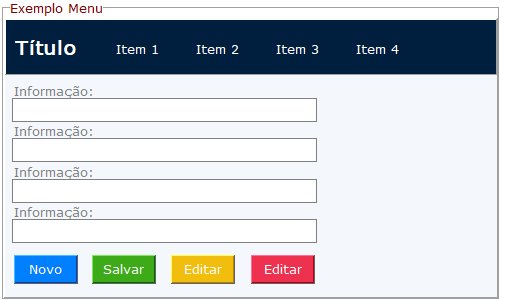 Exemplo Menu
Título Item 1 Item 2 Item 3 Item 4
Informação:
Informação:
Informação:
Informação:
Novo Salvar Editar Editar